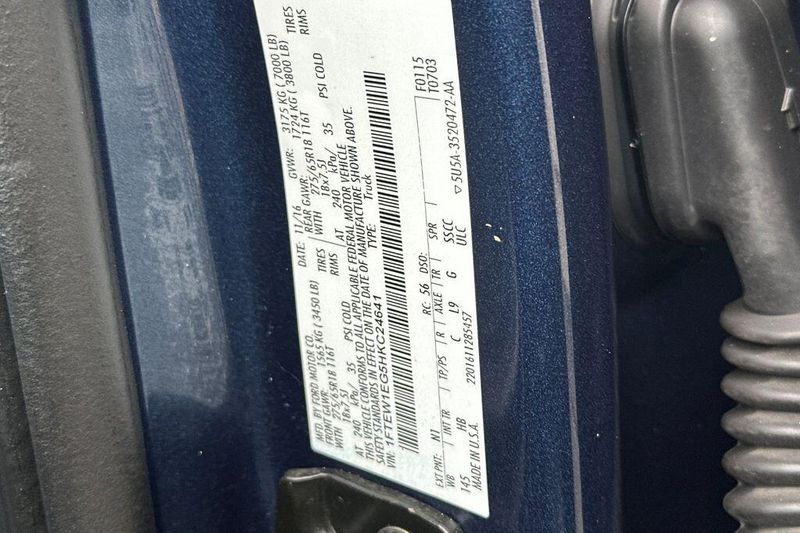 MFD. BY FORD MOTOR CO. DATE: 11/16 GVWR: 3175 KG ( 7000 LB)
FRONT GAWR: 1565 KG ( 3450 LB) REAR GAWR: 1724 KG ( 3800 LB)
WITH 275/65R18 116T TIRES WITH 275/65R18 116T TIRES
18x7.5J RIMS 18x7.5J RIMS
AT 240 kPa/ 35 PSI COLD AT 240 kPa/ 35 PSI COLD
THIS VEHICLE CONFORMS TO ALL APPLICABLE FEDERAL MOTOR VEHICLE
SAFETY STANDARDS IN EFFECT ON THE DATE OF MANUFACTURE SHOWN ABOVE.
VIN: 1FTEW1EG5HKC24641 TYPE: Truck
F0115
T0703
EXT PNT: N1 RC: 56 DSO:
WB INT TR TP/PS R AXLE TR SPR
145 HB C L9 G SSCC
MADE IN U.S.A. 2201611285457 ULC
▽5U5A-3520472-AA